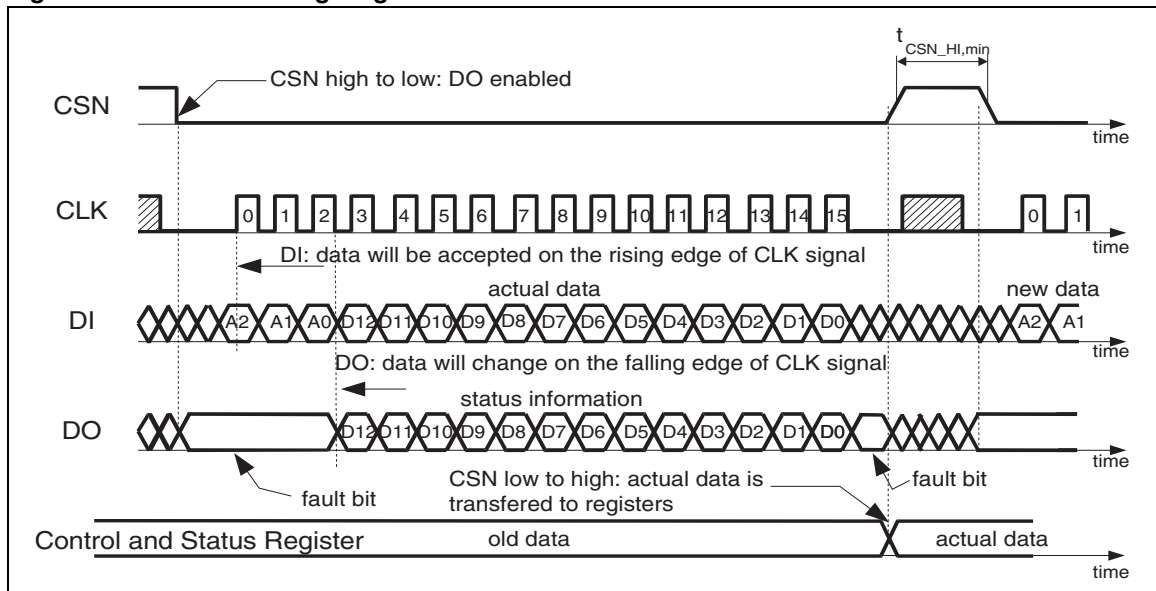 t
CSN_HI,min
CSN high to low: DO enabled
CSN
time
CLK
0 1 2 3 4 5 6 7 8 9 10 11 12 13 14 15 0 1
time
DI: data will be accepted on the rising edge of CLK signal
actual data
new data
DI
A2 A1 A0 D12 D11 D10 D9 D8 D7 D6 D5 D4 D3 D2 D1 D0 A2 A1
time
DO: data will change on the falling edge of CLK signal
status information
DO
D12 D11 D10 D9 D8 D7 D6 D5 D4 D3 D2 D1 D0
time
CSN low to high: actual data is
transfered to registers
fault bit
fault bit
Control and Status Register
old data
actual data
time